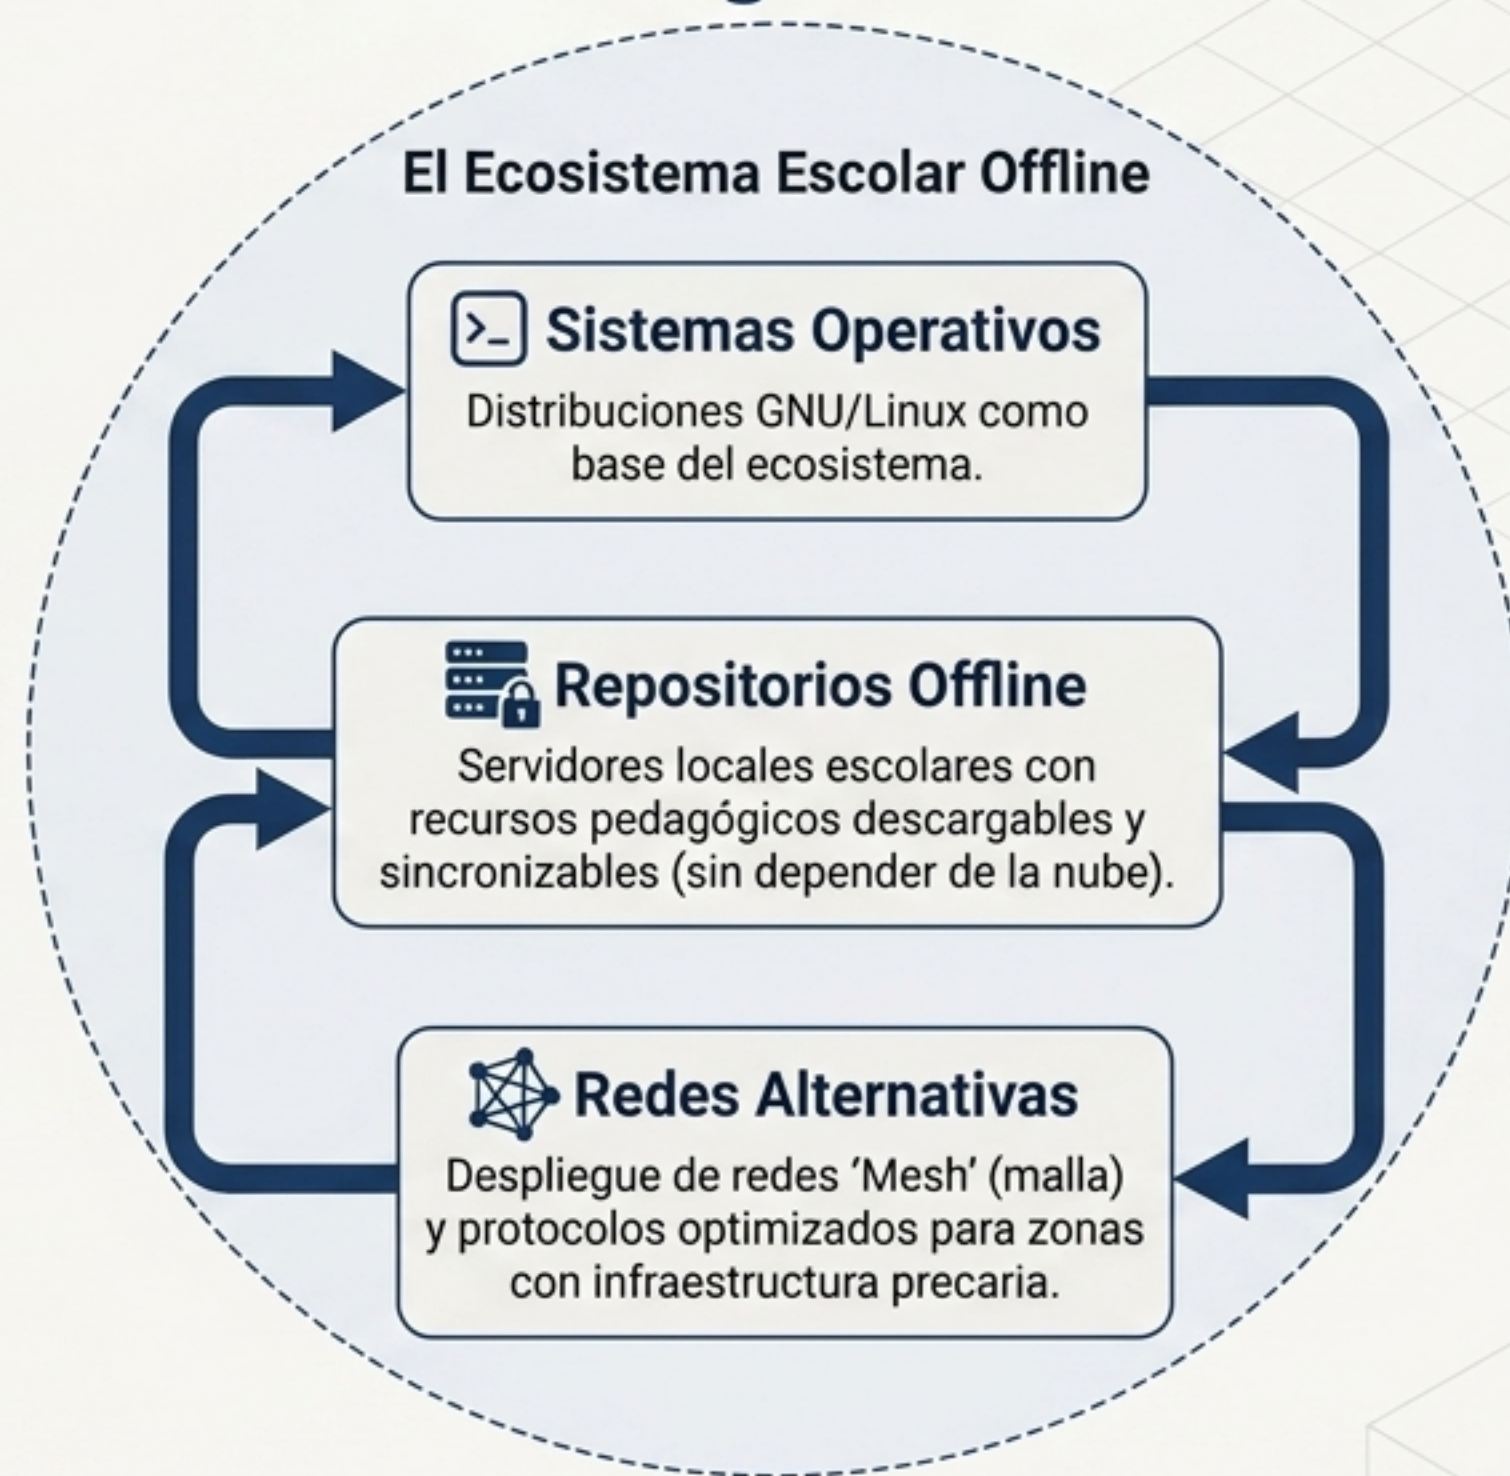 El Ecosistema Escolar Offline
Sistemas Operativos
Distribuciones GNU/Linux como
base del ecosistema.
Repositorios Offline
Servidores locales escolares con
recursos pedagógicos descargables y
sincronizables (sin depender de la nube).
Redes Alternativas
Despliegue de redes ‘Mesh’ (malla)
y protocolos optimizados para zonas
con infraestructura precaria.